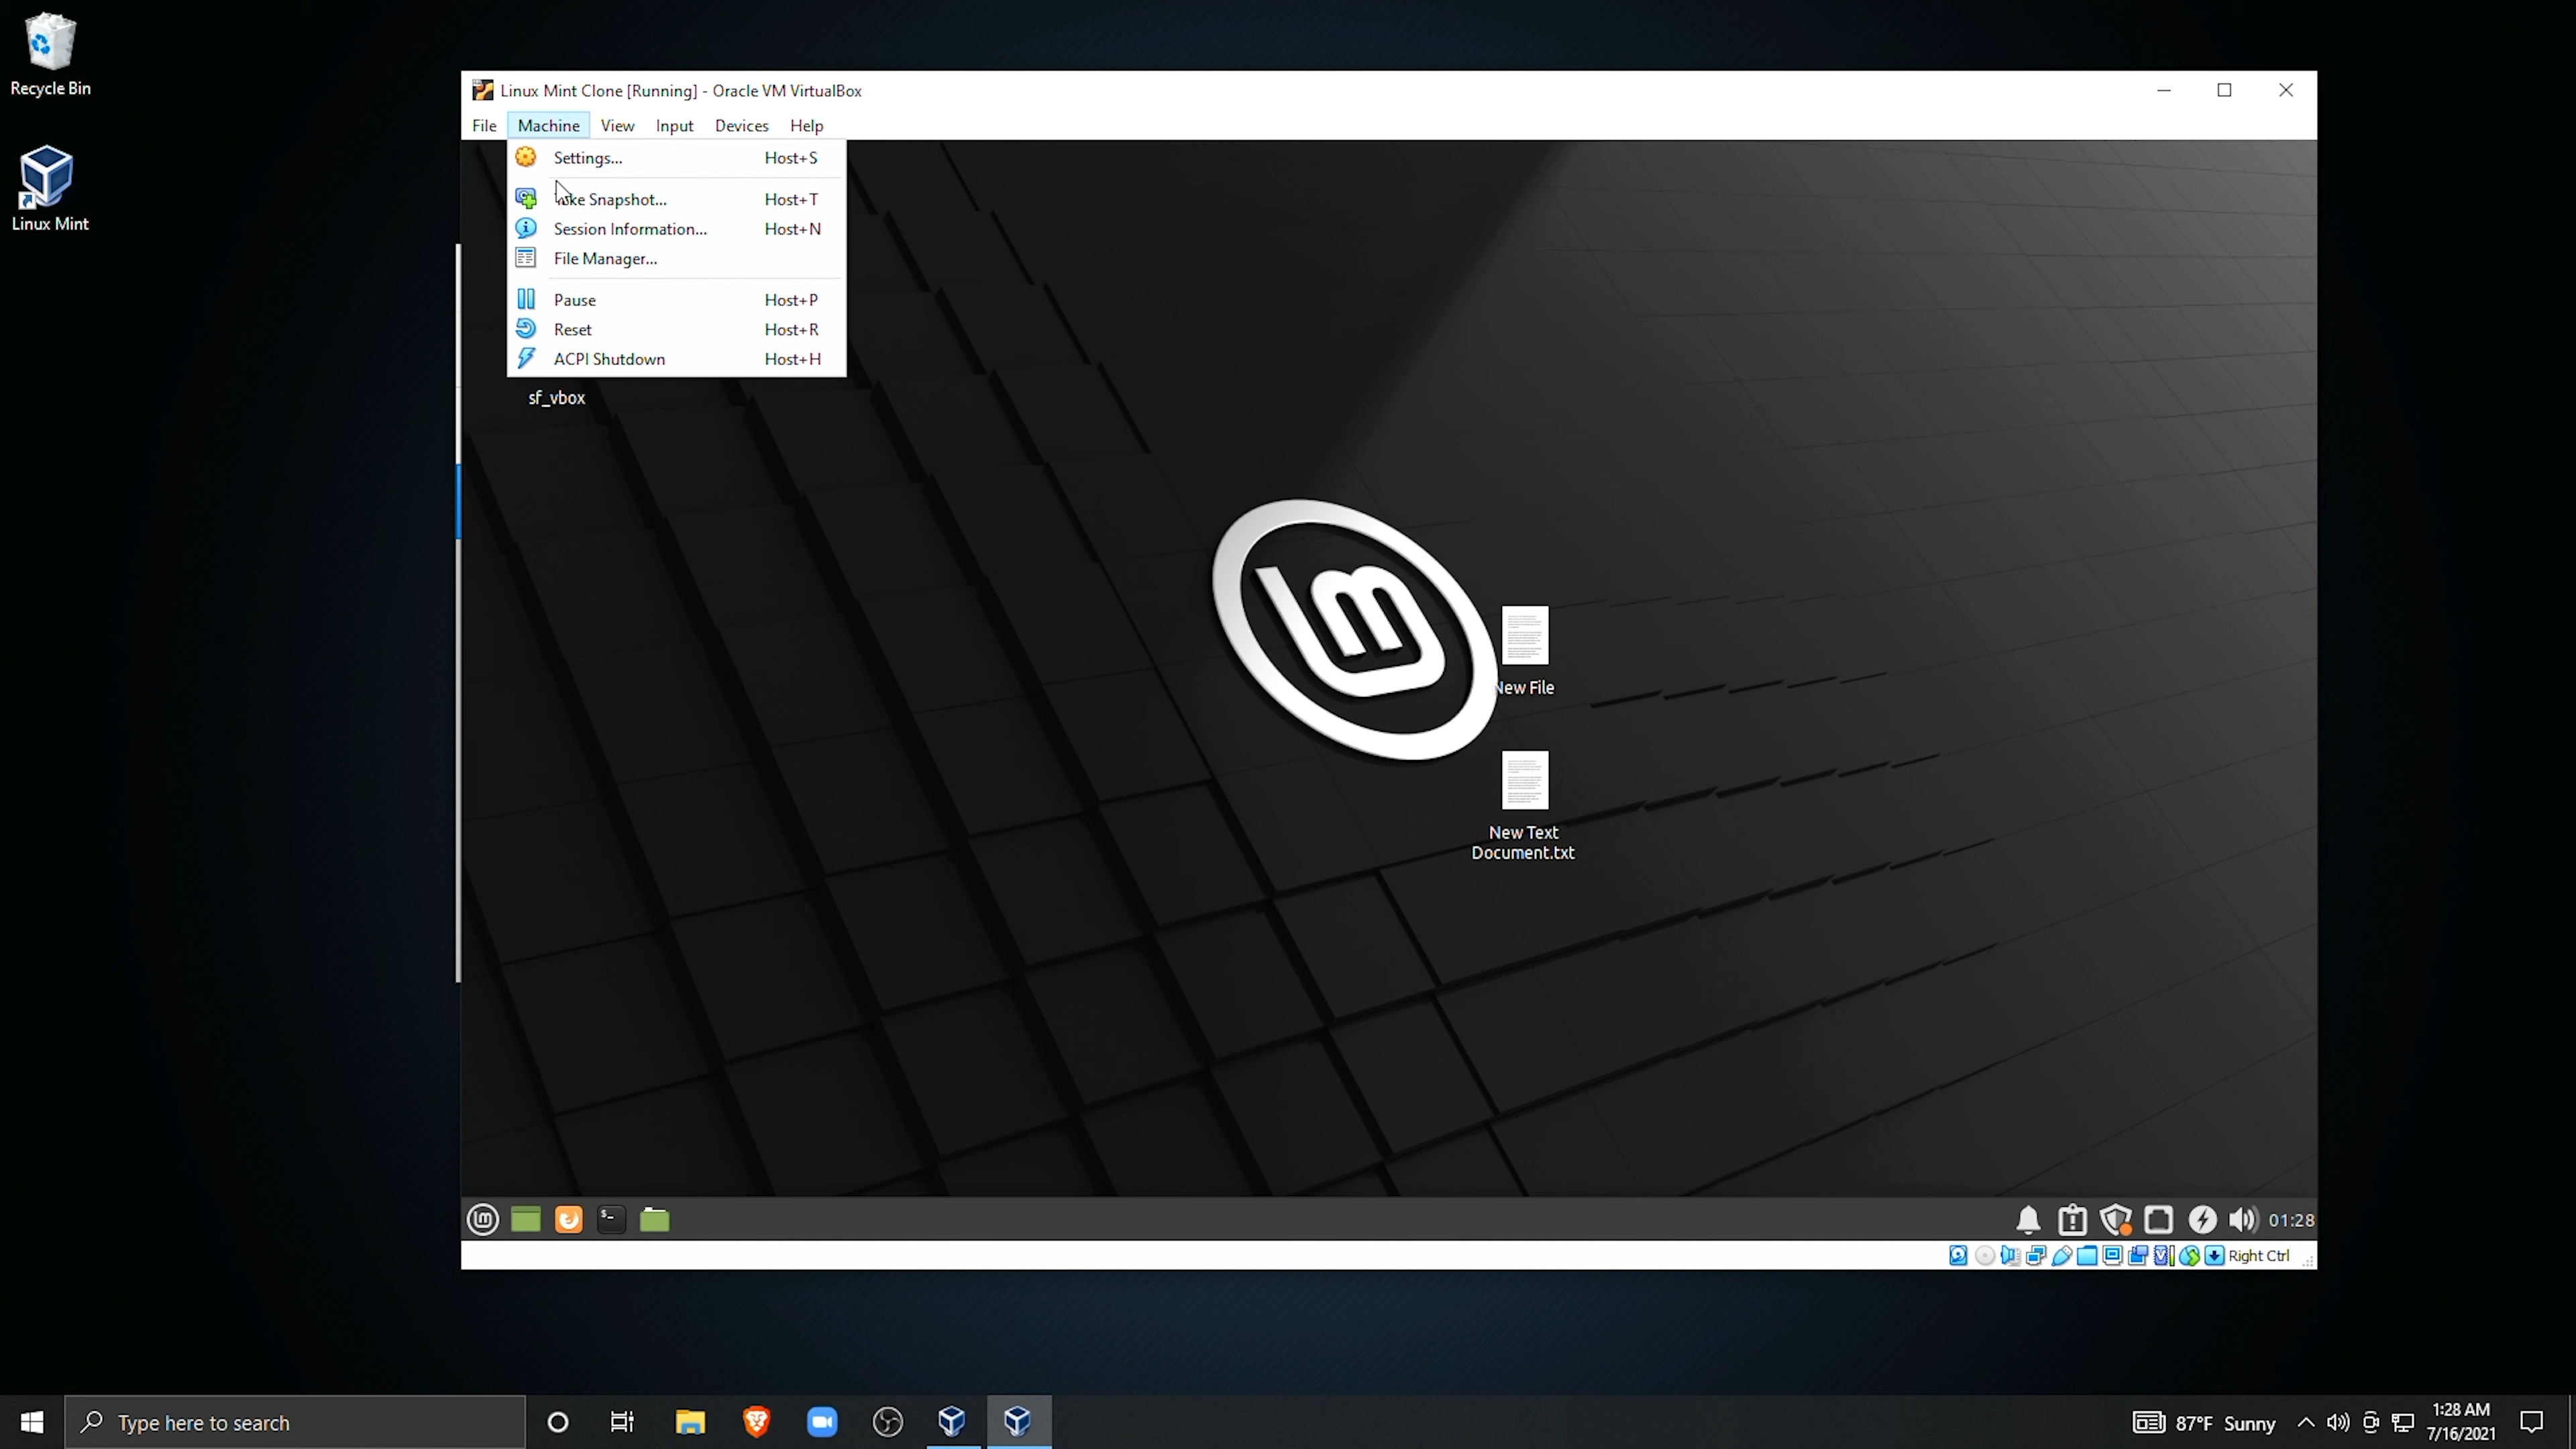 Recycle Bin
Linux Mint
Linux Mint Clone [Running] - Oracle VM VirtualBox
File Machine View Input Devices Help
Settings... Host+S
ke Snapshot... Host+T
Session Information... Host+N
File Manager...
Pause Host+P
Reset Host+R
ACPI Shutdown Host+H
sf_vbox
New File
New Text
Document.txt
01:28
Right Ctrl
Type here to search
87°F Sunny
1:28 AM
7/16/2021